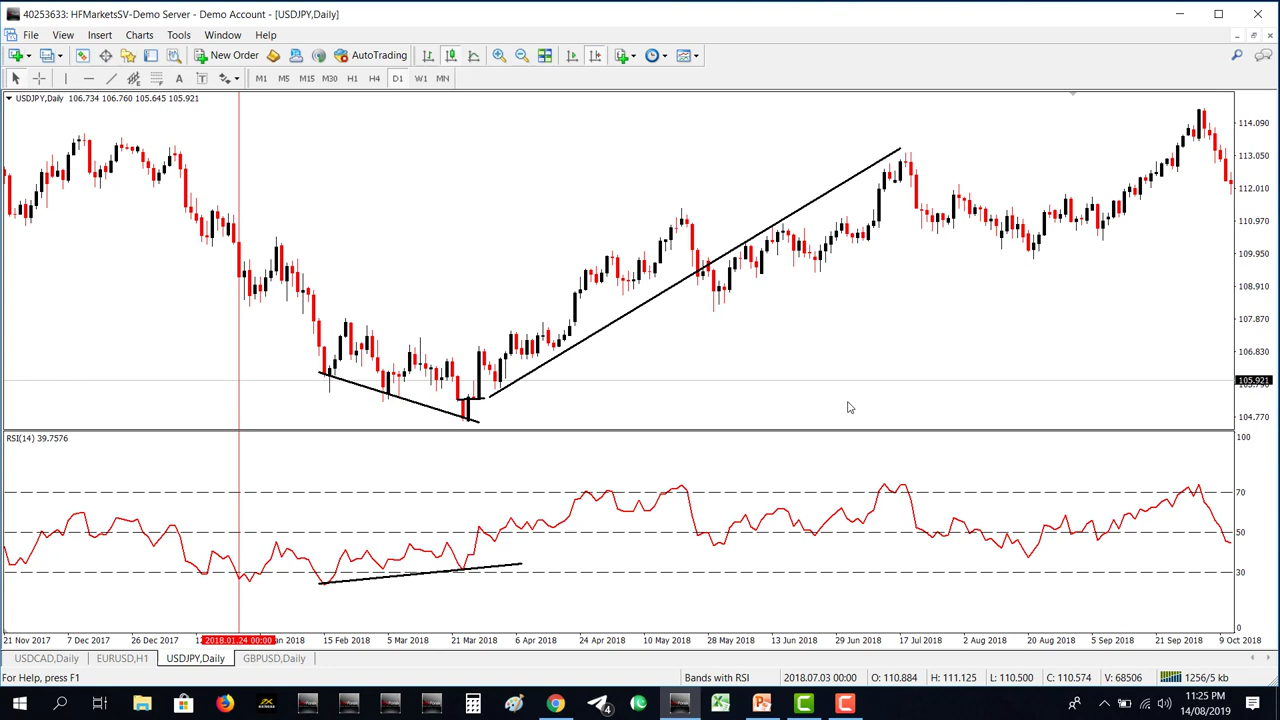 40253633: HFMarketsSV-Demo Server - Demo Account - [USDJPY,Daily]
File View Insert Charts Tools Window Help
New Order AutoTrading
A T M1 M5 M15 M30 H1 H4 D1 W1 MN
USDJPY,Daily 106.734 106.760 105.645 105.921
114.090
113.050
112.010
110.970
109.950
108.910
107.870
106.830
105.921
104.770
RSI(14) 39.7576
100
70
50
30
0
21 Nov 2017 7 Dec 2017 26 Dec 2017 2018.01.24 00:00 an 2018 15 Feb 2018 5 Mar 2018 21 Mar 2018 6 Apr 2018 24 Apr 2018 10 May 2018 28 May 2018 13 Jun 2018 29 Jun 2018 17 Jul 2018 2 Aug 2018 20 Aug 2018 5 Sep 2018 21 Sep 2018 9 Oct 2018
USDCAD,Daily EURUSD,H1 USDJPY,Daily GBPUSD,Daily
For Help, press F1 Bands with RSI 2018.07.03 00:00 O: 110.884 H: 111.125 L: 110.500 C: 110.574 V: 68506 1256/5 kb
11:25 PM
14/08/2019